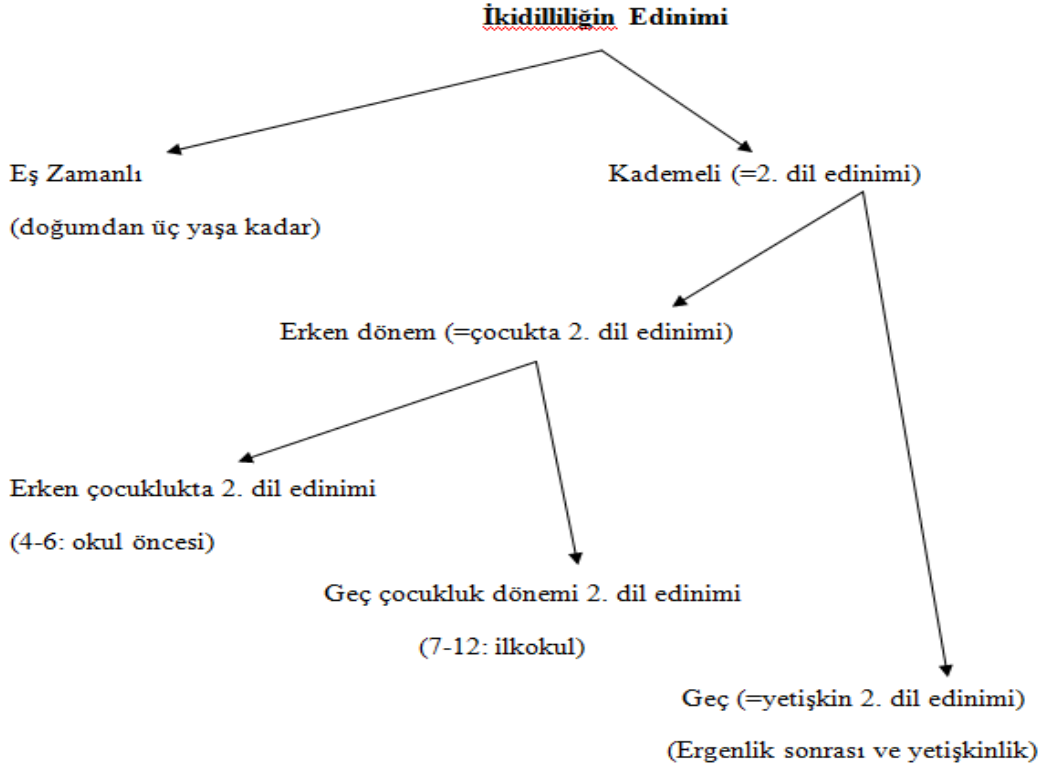 İkidilliliğin Edinimi
Eş Zamanlı
Kademeli (=2. dil edinimi)
(doğumdan üç yaşa kadar)
Erken dönem (=çocukta 2. dil edinimi)
Erken çocuklukta 2. dil edinimi
(4-6: okul öncesi)
Geç çocukluk dönemi 2. dil edinimi
(7-12: ilkokul)
Geç (=yetişkin 2. dil edinimi)
(Ergenlik sonrası ve yetişkinlik)